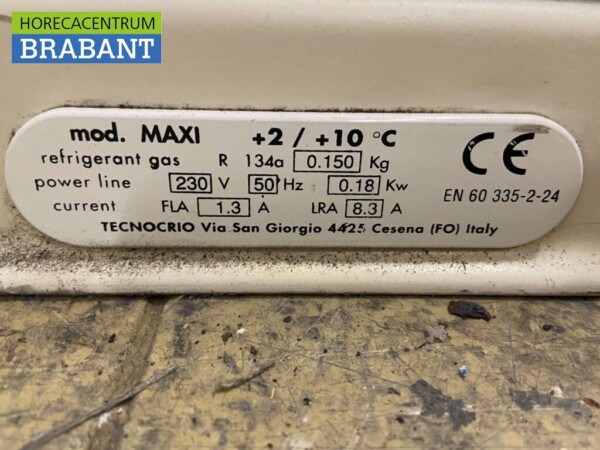 HORECACENTRUM
BRABANT
mod. MAXI +2 / +10 °C
refrigerant gas R 134a 0.150 Kg
power line 230 V 50 Hz 0.18 Kw
current FLA 1.3 A LRA 8.3 A
TECNOCRIO Via San Giorgio 4425 Cesena (FO) Italy
CE
EN 60 335-2-24